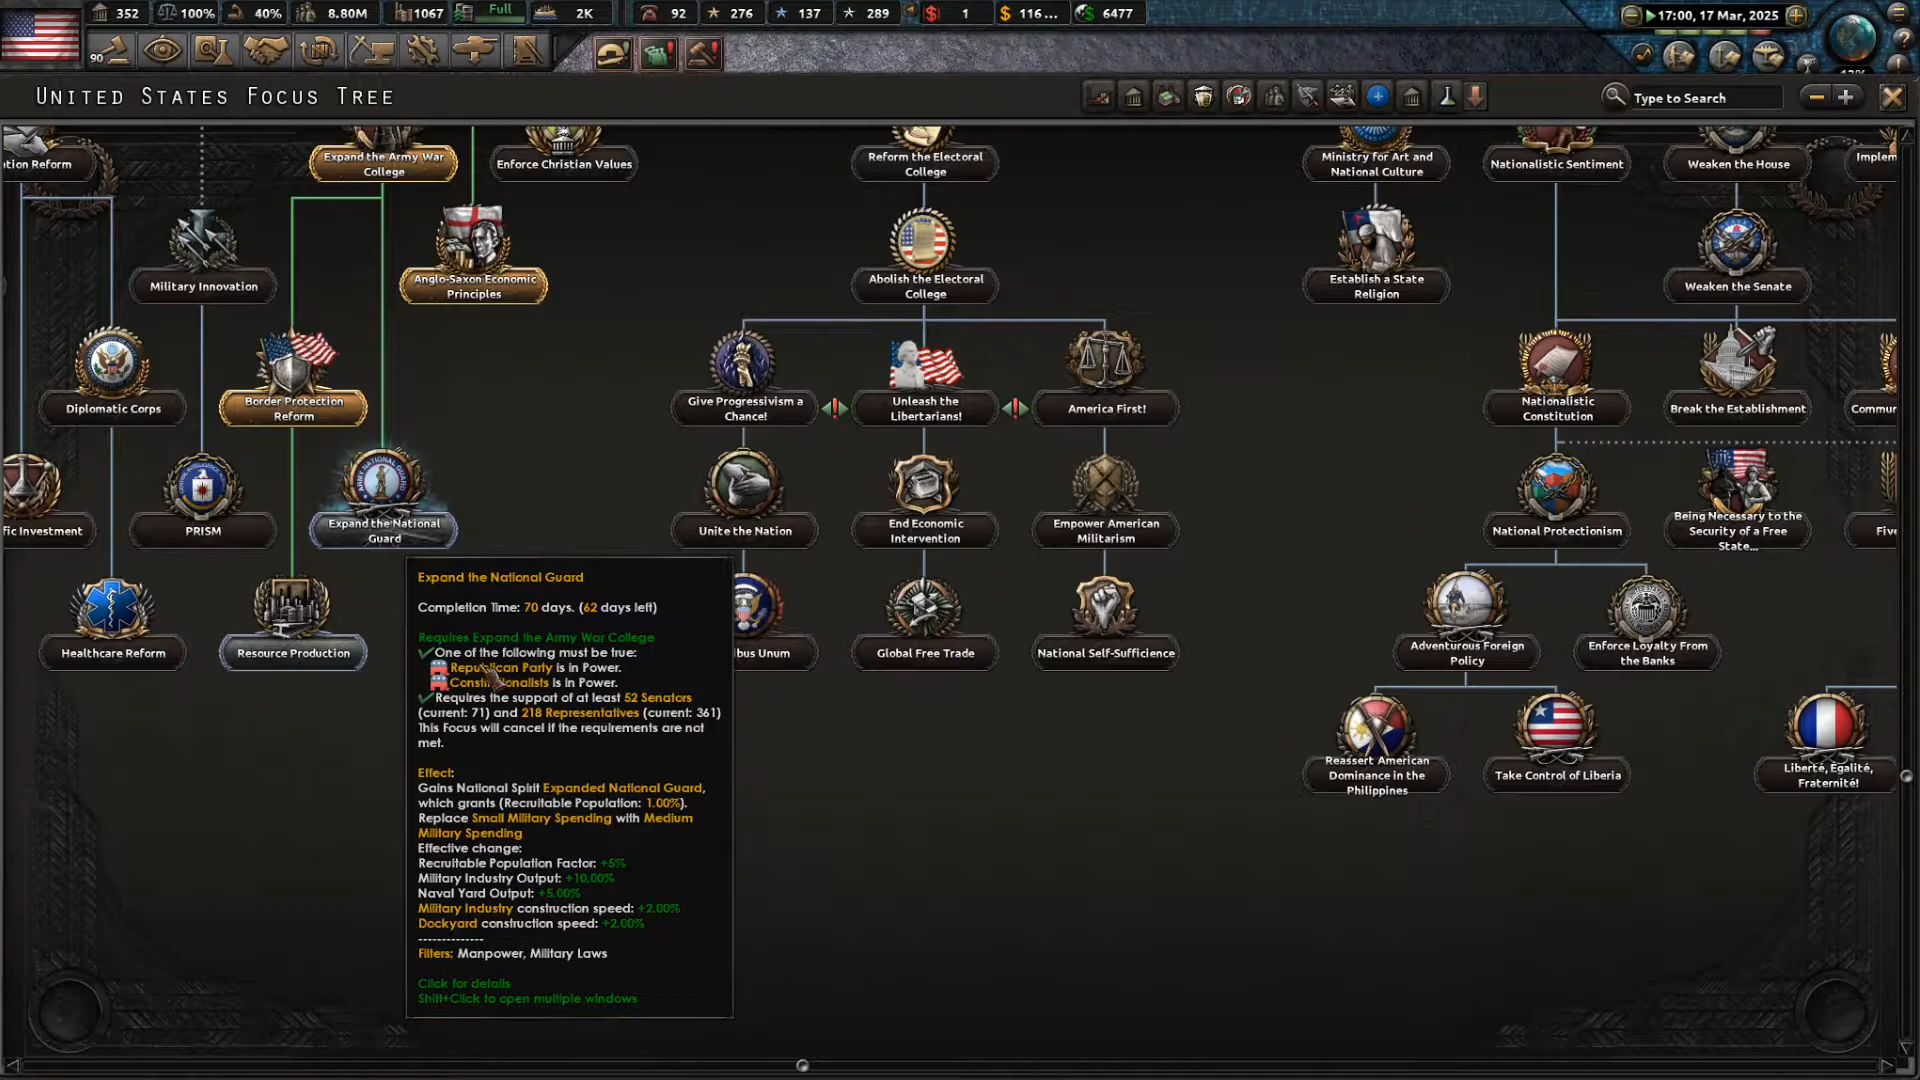 352
100%
40%
8.80M
1067
Full
2K
92
276
137
289
1
116...
6477
17:00, 17 Mar, 2025
90
United States Focus Tree
Type to Search
tion Reform
Expand the Army War
College
Enforce Christian Values
Reform the Electoral
College
Ministry for Art and
National Culture
Nationalistic Sentiment
Weaken the House
Implem
Military Innovation
Anglo-Saxon Economic
Principles
Abolish the Electoral
College
Establish a State
Religion
Weaken the Senate
Diplomatic Corps
Border Protection
Reform
Give Progressivism a
Chance!
Unleash the
Libertarians!
America First!
Nationalistic
Constitution
Break the Establishment
Commun
fic Investment
PRISM
Expand the National
Guard
Unite the Nation
End Economic
Intervention
Empower American
Militarism
National Protectionism
Being Necessary to the
Security of a Free
State...
Five
Healthcare Reform
Resource Production
ibus Unum
Global Free Trade
National Self-Sufficience
Adventurous Foreign
Policy
Enforce Loyalty From
the Banks
Reassert American
Dominance in the
Philippines
Take Control of Liberia
Liberté, Egalité,
Fraternité!
Expand the National Guard
Completion Time: 70 days. (62 days left)
Requires Expand the Army War College
One of the following must be true:
Republican Party is in Power.
Constitutionalists is in Power.
Requires the support of at least 52 Senators
(current: 71) and 218 Representatives (current: 361)
This Focus will cancel if the requirements are not
met.
Effect:
Gains National Spirit Expanded National Guard,
which grants (Recruitable Population: 1.00%).
Replace Small Military Spending with Medium
Military Spending
Effective change:
Recruitable Population Factor: +5%
Military Industry Output: +10.00%
Naval Yard Output: +5.00%
Military Industry construction speed: +2.00%
Dockyard construction speed: +2.00%
--------------
Filters: Manpower, Military Laws
Click for details
Shift+Click to open multiple windows